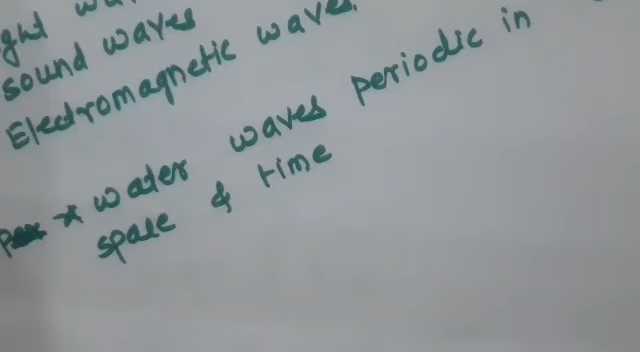 sound waves
Electromagnetic waves.
* water waves periodic in
space & time